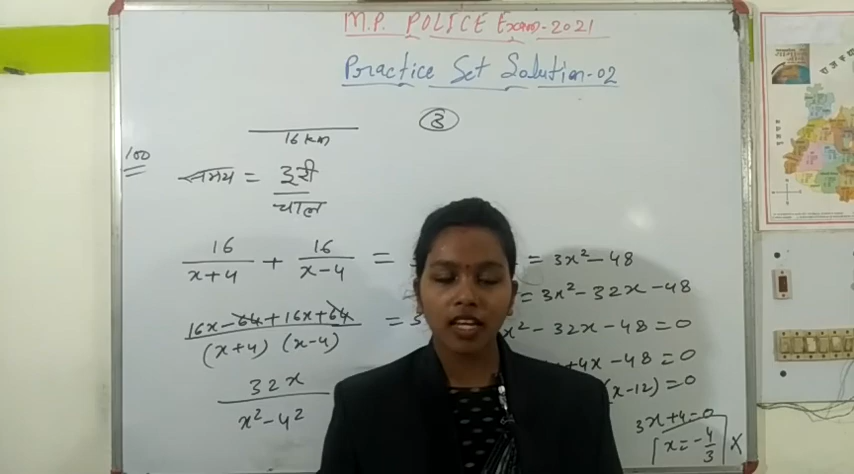 M.P. POLICE Exam-2021
Practice Set Solution-02
3
16 km
100
समय = दूरी / चाल
16/(x+4) + 16/(x-4) =
= 3x² - 48
= 3x² - 32x - 48
(16x - 64 + 16x + 64)/((x+4) (x-4)) =
x² - 32x - 48 = 0
+ 4x - 48 = 0
32x/(x² - 4²)
(x-12) = 0
3x + 4 = 0
x = -4/3 X